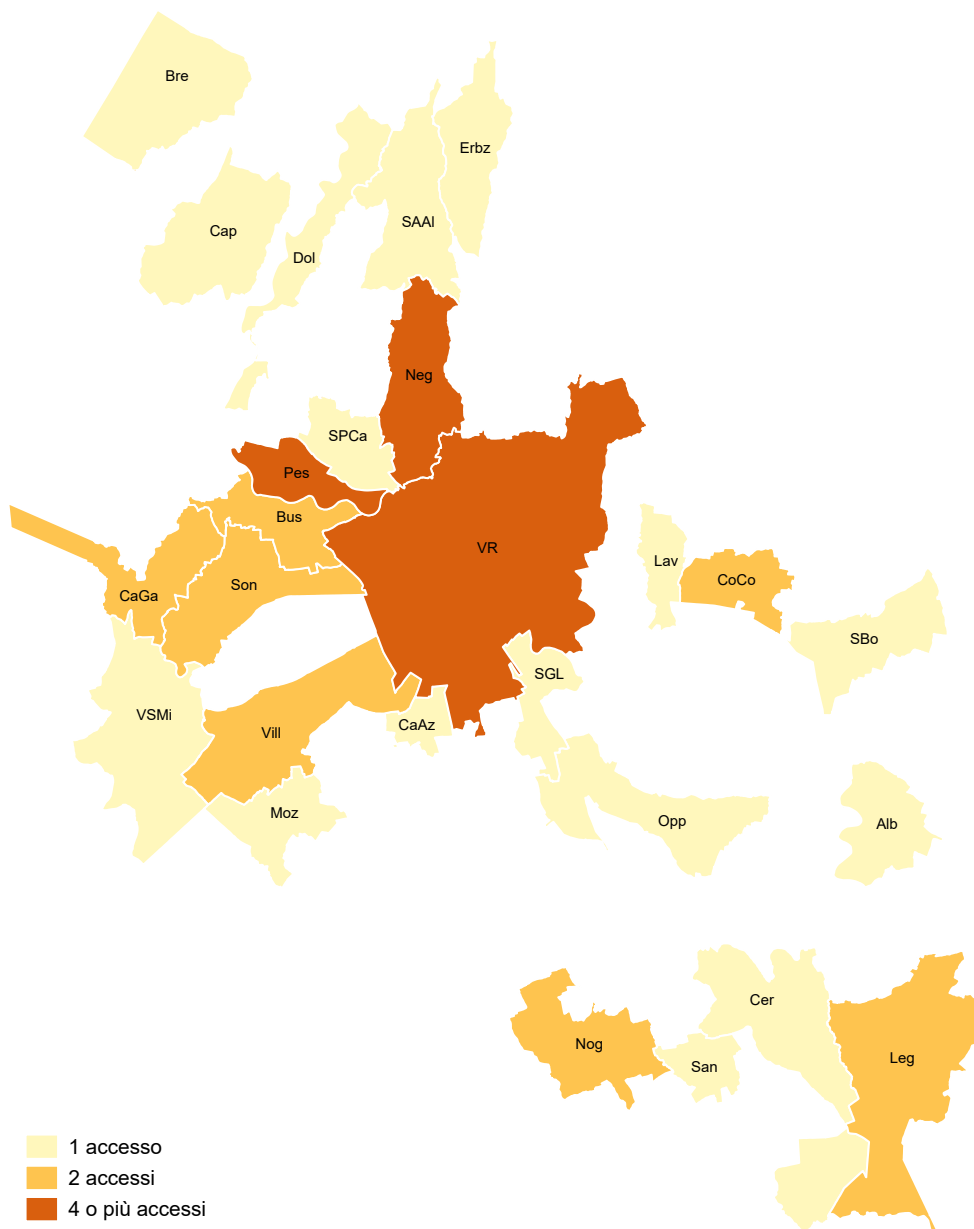 Bre
Erbz
SAAl
Cap
Dol
Neg
SPCa
Pes
Bus
VR
Lav
CoCo
CaGa
Son
SBo
SGL
VSMi
CaAz
Vill
Moz
Opp
Alb
Cer
Nog
Leg
San
1 accesso
2 accessi
4 o più accessi